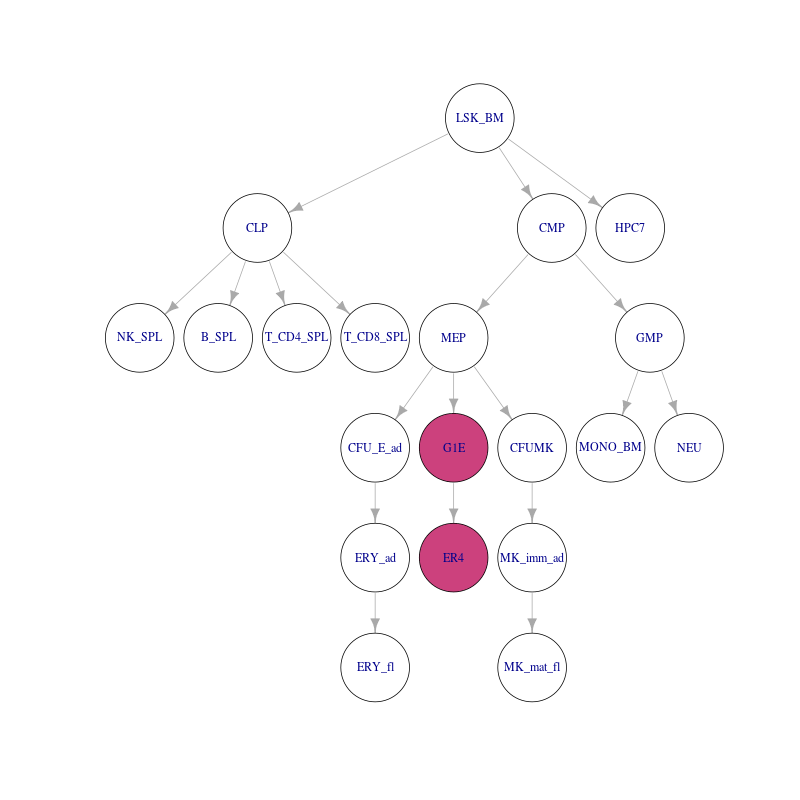 LSK_BM
CLP
CMP
HPC7
NK_SPL
B_SPL
T_CD4_SPL
T_CD8_SPL
MEP
GMP
CFU_E_ad
G1E
CFUMK
MONO_BM
NEU
ERY_ad
ER4
MK_imm_ad
ERY_fl
MK_mat_fl